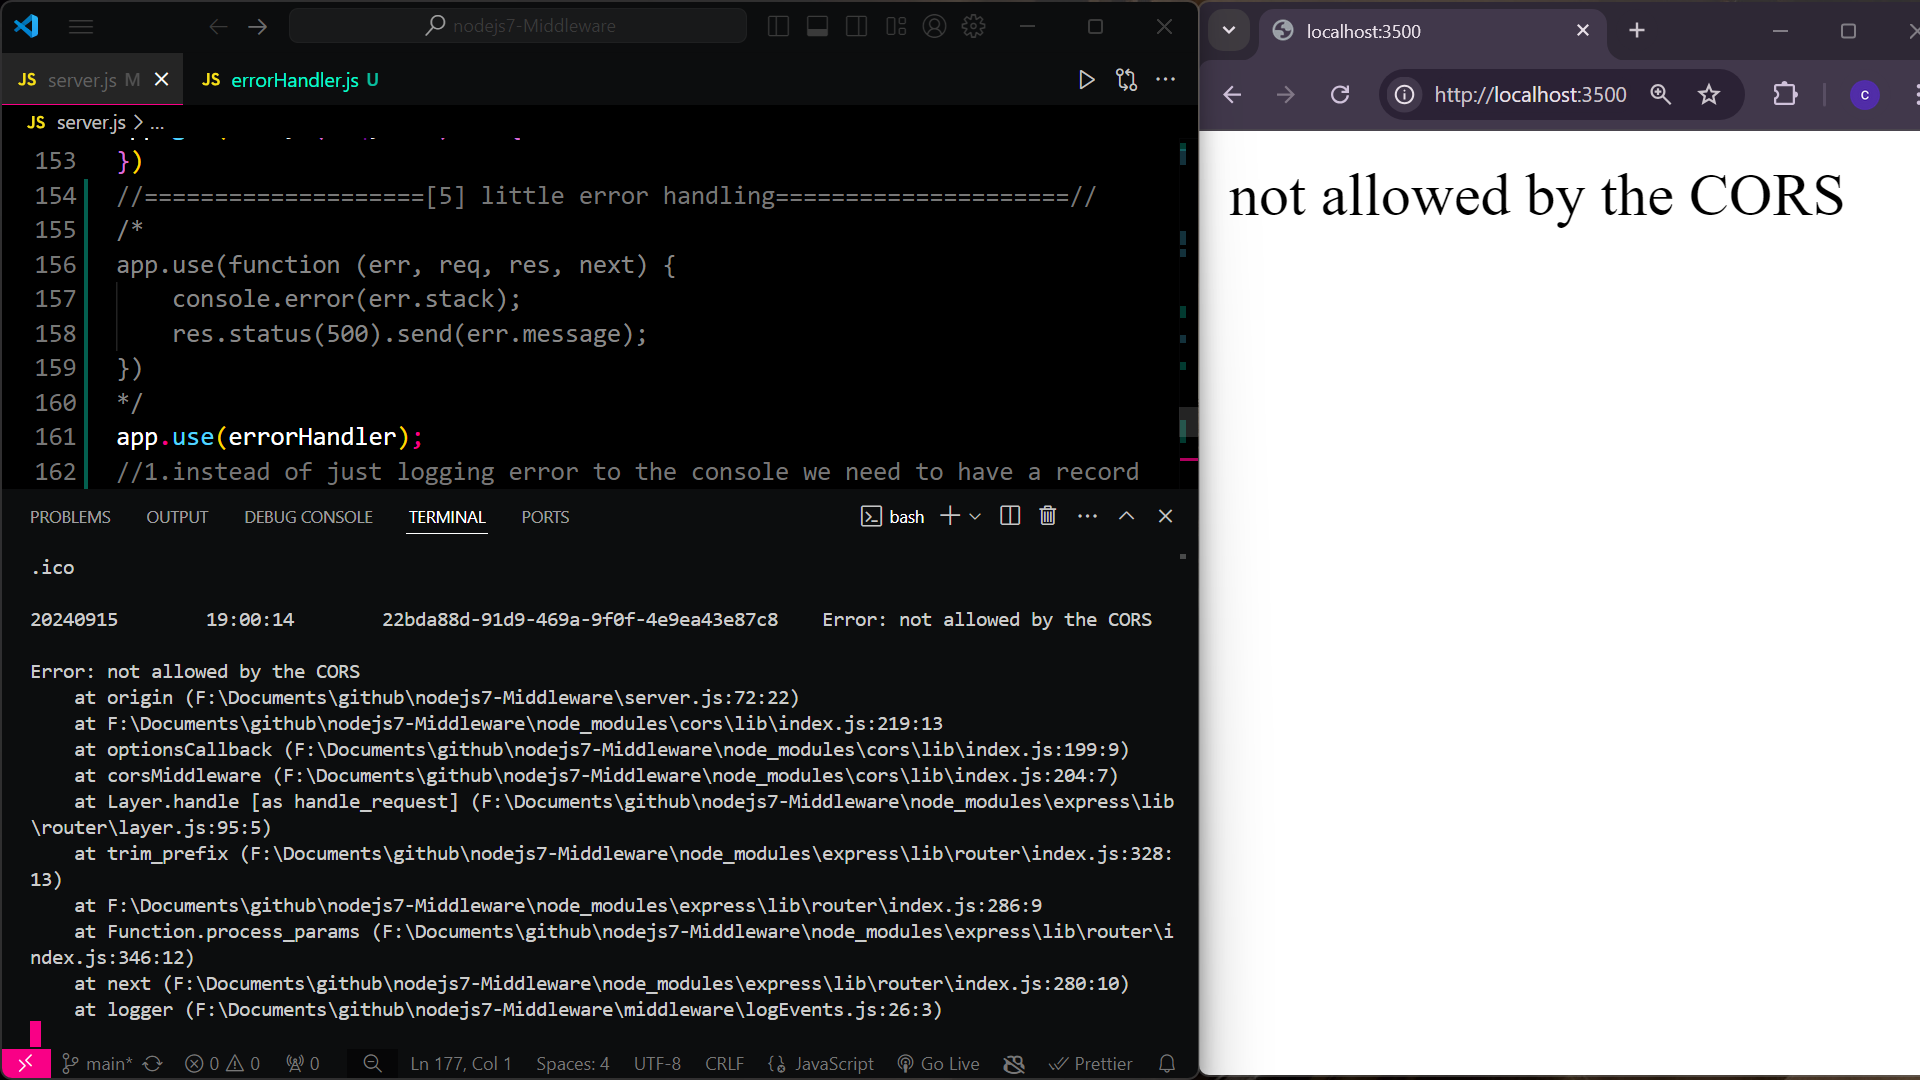 nodejs7-Middleware
JS server.js M
JS errorHandler.js U
JS server.js > ...
153 })
154 //====================[5] little error handling=====================//
155 /*
156 app.use(function (err, req, res, next) {
157 console.error(err.stack);
158 res.status(500).send(err.message);
159 })
160 */
161 app.use(errorHandler);
162 //1.instead of just logging error to the console we need to have a record
PROBLEMS OUTPUT DEBUG CONSOLE TERMINAL PORTS
bash
.ico
20240915 19:00:14 22bda88d-91d9-469a-9f0f-4e9ea43e87c8 Error: not allowed by the CORS
Error: not allowed by the CORS
at origin (F:\Documents\github\nodejs7-Middleware\server.js:72:22)
at F:\Documents\github\nodejs7-Middleware\node_modules\cors\lib\index.js:219:13
at optionsCallback (F:\Documents\github\nodejs7-Middleware\node_modules\cors\lib\index.js:199:9)
at corsMiddleware (F:\Documents\github\nodejs7-Middleware\node_modules\cors\lib\index.js:204:7)
at Layer.handle [as handle_request] (F:\Documents\github\nodejs7-Middleware\node_modules\express\lib
\router\layer.js:95:5)
at trim_prefix (F:\Documents\github\nodejs7-Middleware\node_modules\express\lib\router\index.js:328:
13)
at F:\Documents\github\nodejs7-Middleware\node_modules\express\lib\router\index.js:286:9
at Function.process_params (F:\Documents\github\nodejs7-Middleware\node_modules\express\lib\router\i
ndex.js:346:12)
at next (F:\Documents\github\nodejs7-Middleware\node_modules\express\lib\router\index.js:280:10)
at logger (F:\Documents\github\nodejs7-Middleware\middleware\logEvents.js:26:3)
main* 0 0 0 Ln 177, Col 1 Spaces: 4 UTF-8 CRLF JavaScript Go Live Prettier
localhost:3500
http://localhost:3500
c
not allowed by the CORS